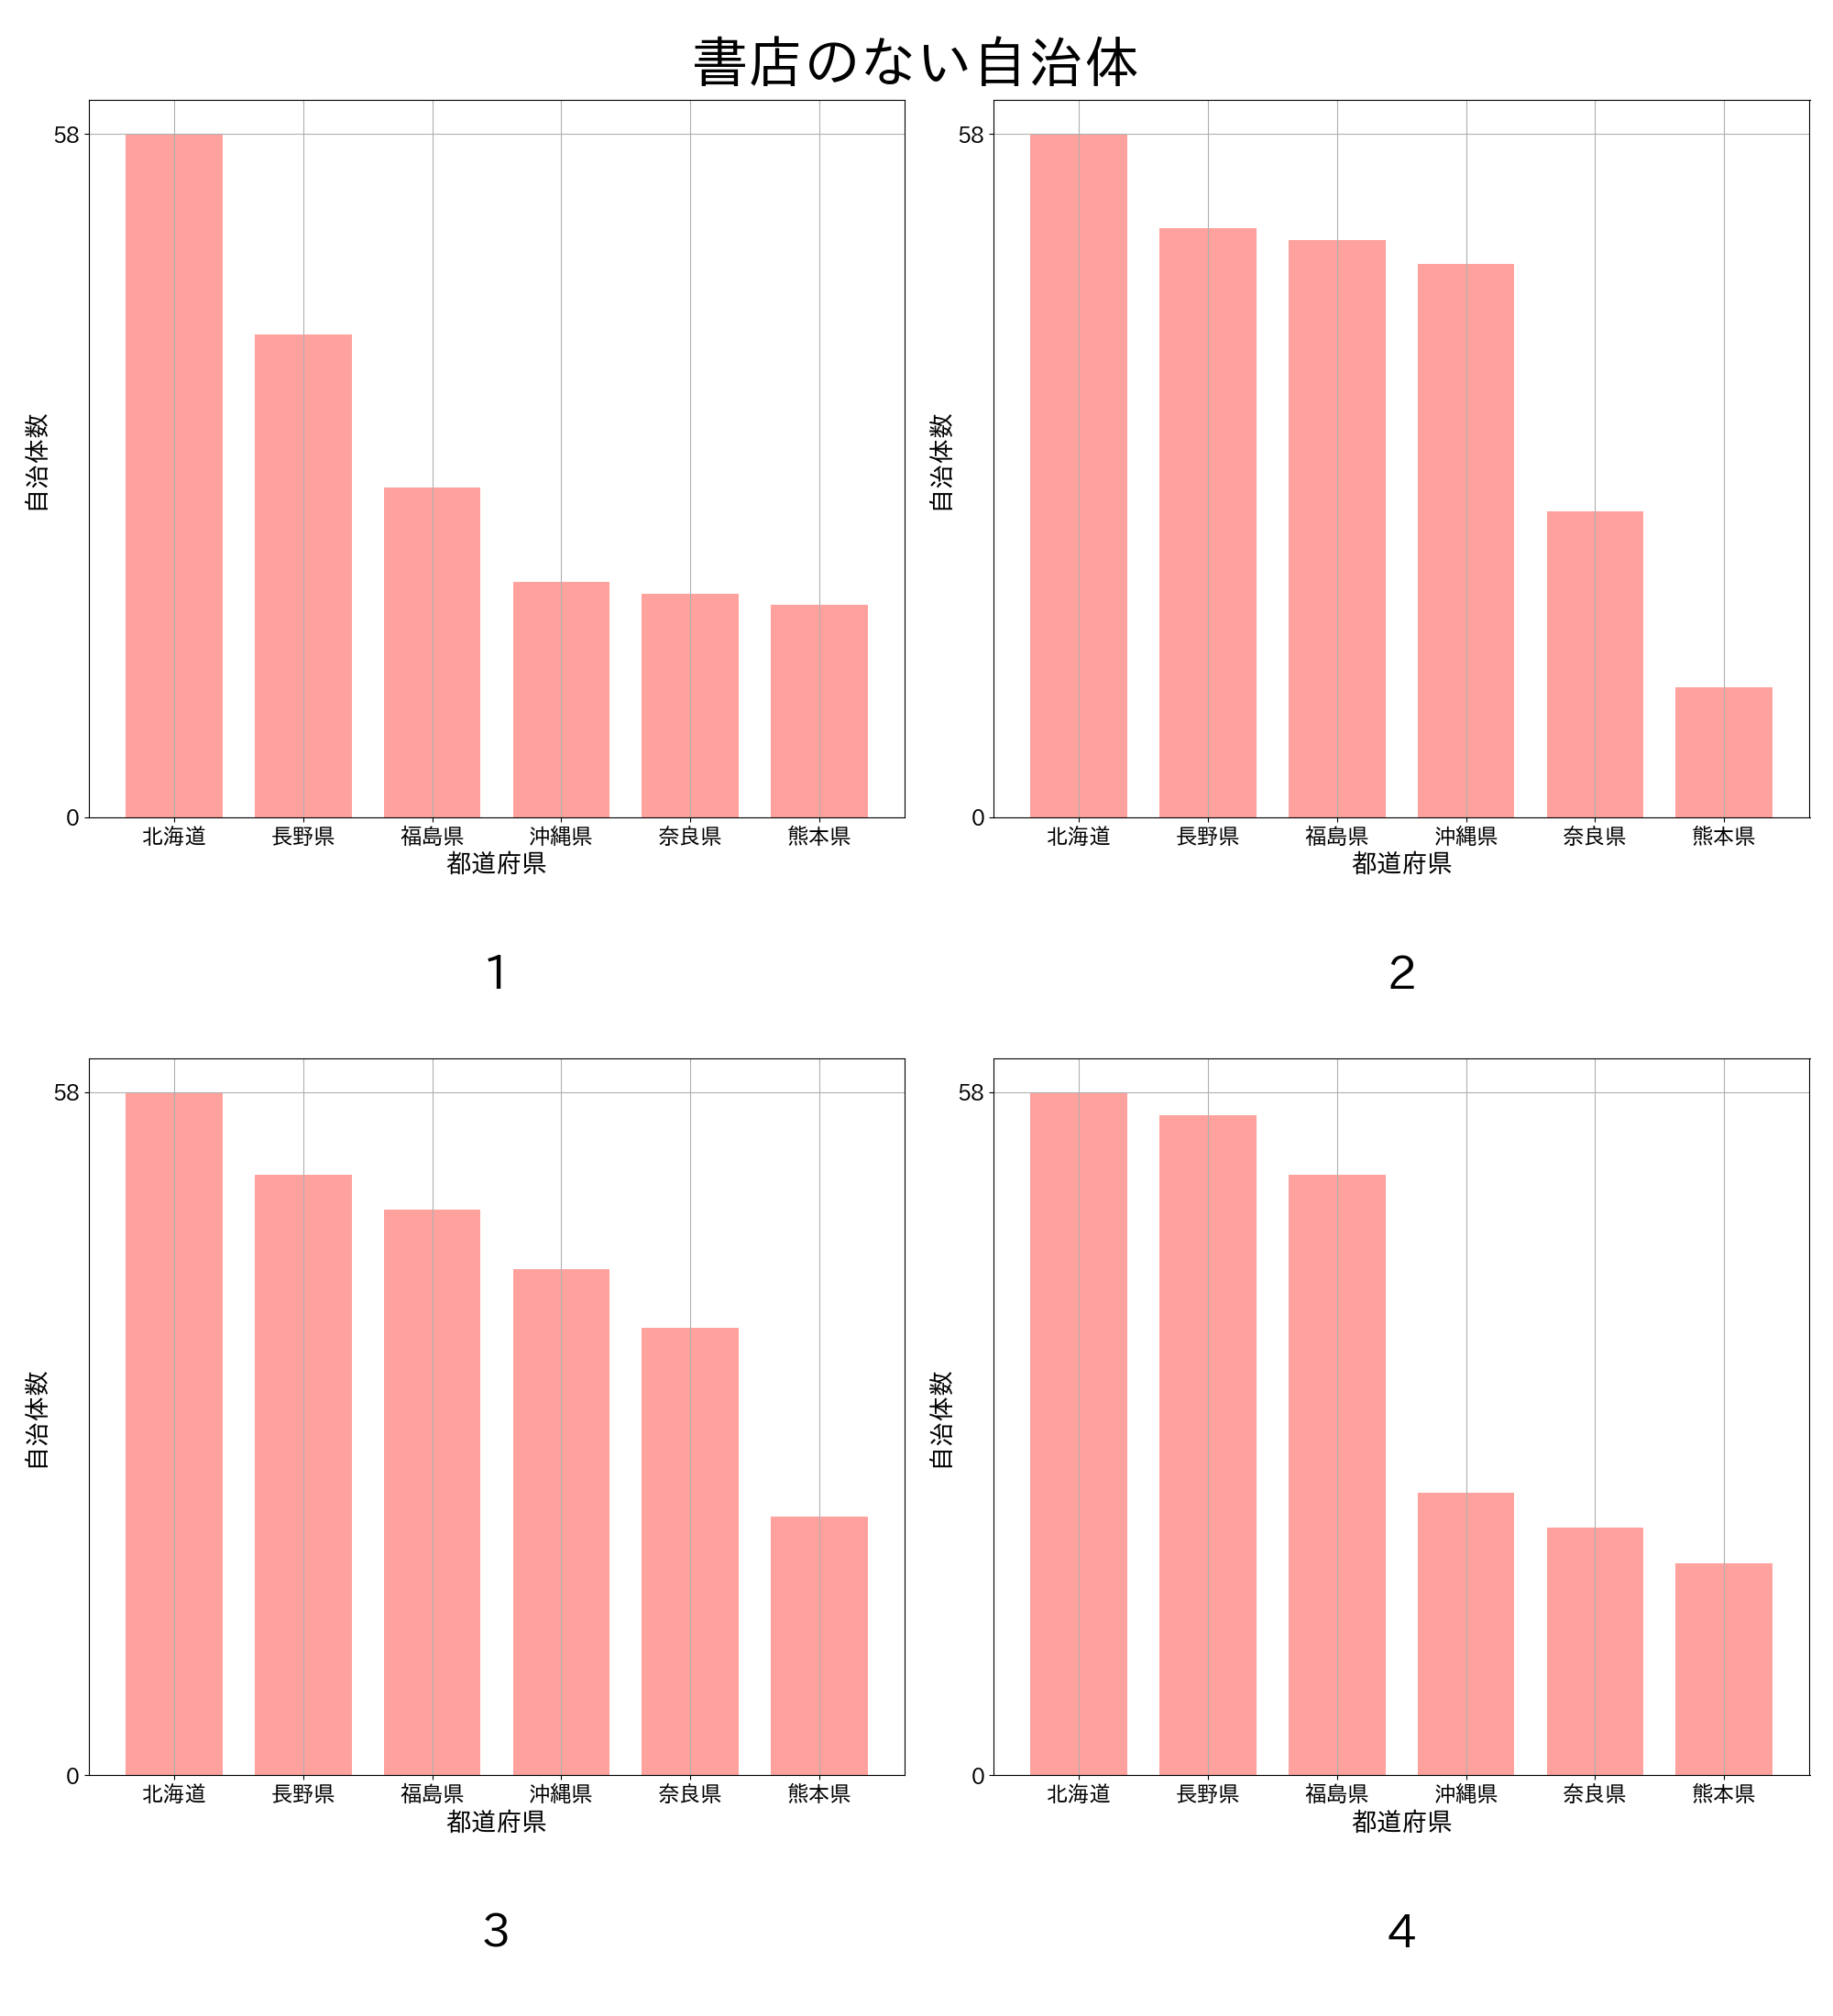 書店のない自治体
58
0
自治体数
北海道 長野県 福島県 沖縄県 奈良県 熊本県
都道府県
1
58
0
自治体数
北海道 長野県 福島県 沖縄県 奈良県 熊本県
都道府県
2
58
0
自治体数
北海道 長野県 福島県 沖縄県 奈良県 熊本県
都道府県
3
58
0
自治体数
北海道 長野県 福島県 沖縄県 奈良県 熊本県
都道府県
4